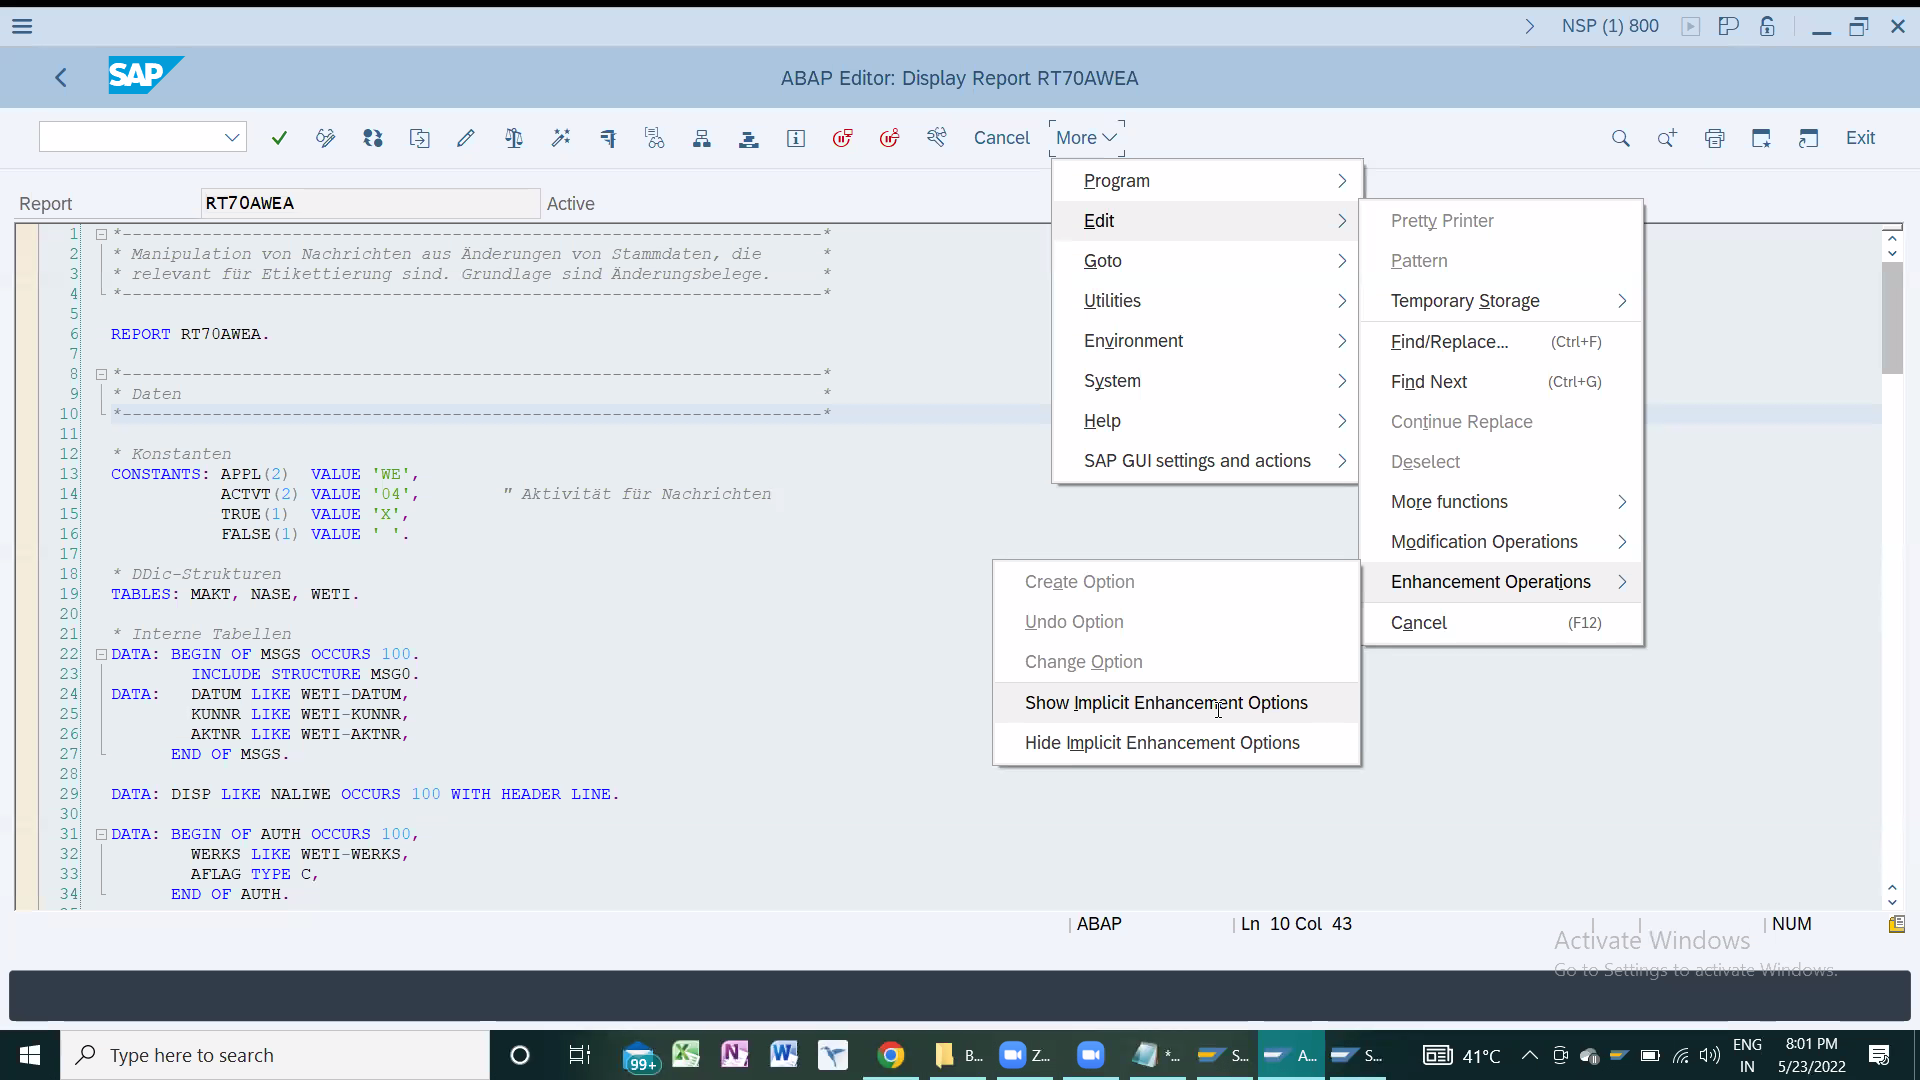 NSP (1) 800
SAP
ABAP Editor: Display Report RT70AWEA
Cancel
More
Exit
Report
RT70AWEA
Active
Program
Edit
Goto
Utilities
Environment
System
Help
SAP GUI settings and actions
Pretty Printer
Pattern
Temporary Storage
Find/Replace... (Ctrl+F)
Find Next (Ctrl+G)
Continue Replace
Deselect
More functions
Modification Operations
Enhancement Operations
Cancel (F12)
Create Option
Undo Option
Change Option
Show Implicit Enhancement Options
Hide Implicit Enhancement Options
1 *----------------------------------------------------------------------*
2 * Manipulation von Nachrichten aus Änderungen von Stammdaten, die *
3 * relevant für Etikettierung sind. Grundlage sind Änderungsbelege. *
4 *----------------------------------------------------------------------*
5
6 REPORT RT70AWEA.
7
8 *----------------------------------------------------------------------*
9 * Daten *
10 *----------------------------------------------------------------------*
11
12 * Konstanten
13 CONSTANTS: APPL(2) VALUE 'WE',
14 ACTVT(2) VALUE '04', " Aktivität für Nachrichten
15 TRUE(1) VALUE 'X',
16 FALSE(1) VALUE ' '.
17
18 * DDic-Strukturen
19 TABLES: MAKT, NASE, WETI.
20
21 * Interne Tabellen
22 DATA: BEGIN OF MSGS OCCURS 100.
23 INCLUDE STRUCTURE MSG0.
24 DATA: DATUM LIKE WETI-DATUM,
25 KUNNR LIKE WETI-KUNNR,
26 AKTNR LIKE WETI-AKTNR,
27 END OF MSGS.
28
29 DATA: DISP LIKE NALIWE OCCURS 100 WITH HEADER LINE.
30
31 DATA: BEGIN OF AUTH OCCURS 100,
32 WERKS LIKE WETI-WERKS,
33 AFLAG TYPE C,
34 END OF AUTH.
ABAP
Ln 10 Col 43
NUM
Activate Windows
Go to Settings to activate Windows.
Type here to search
99+
B...
Z...
*...
S...
A...
S...
41°C
ENG
IN
8:01 PM
5/23/2022